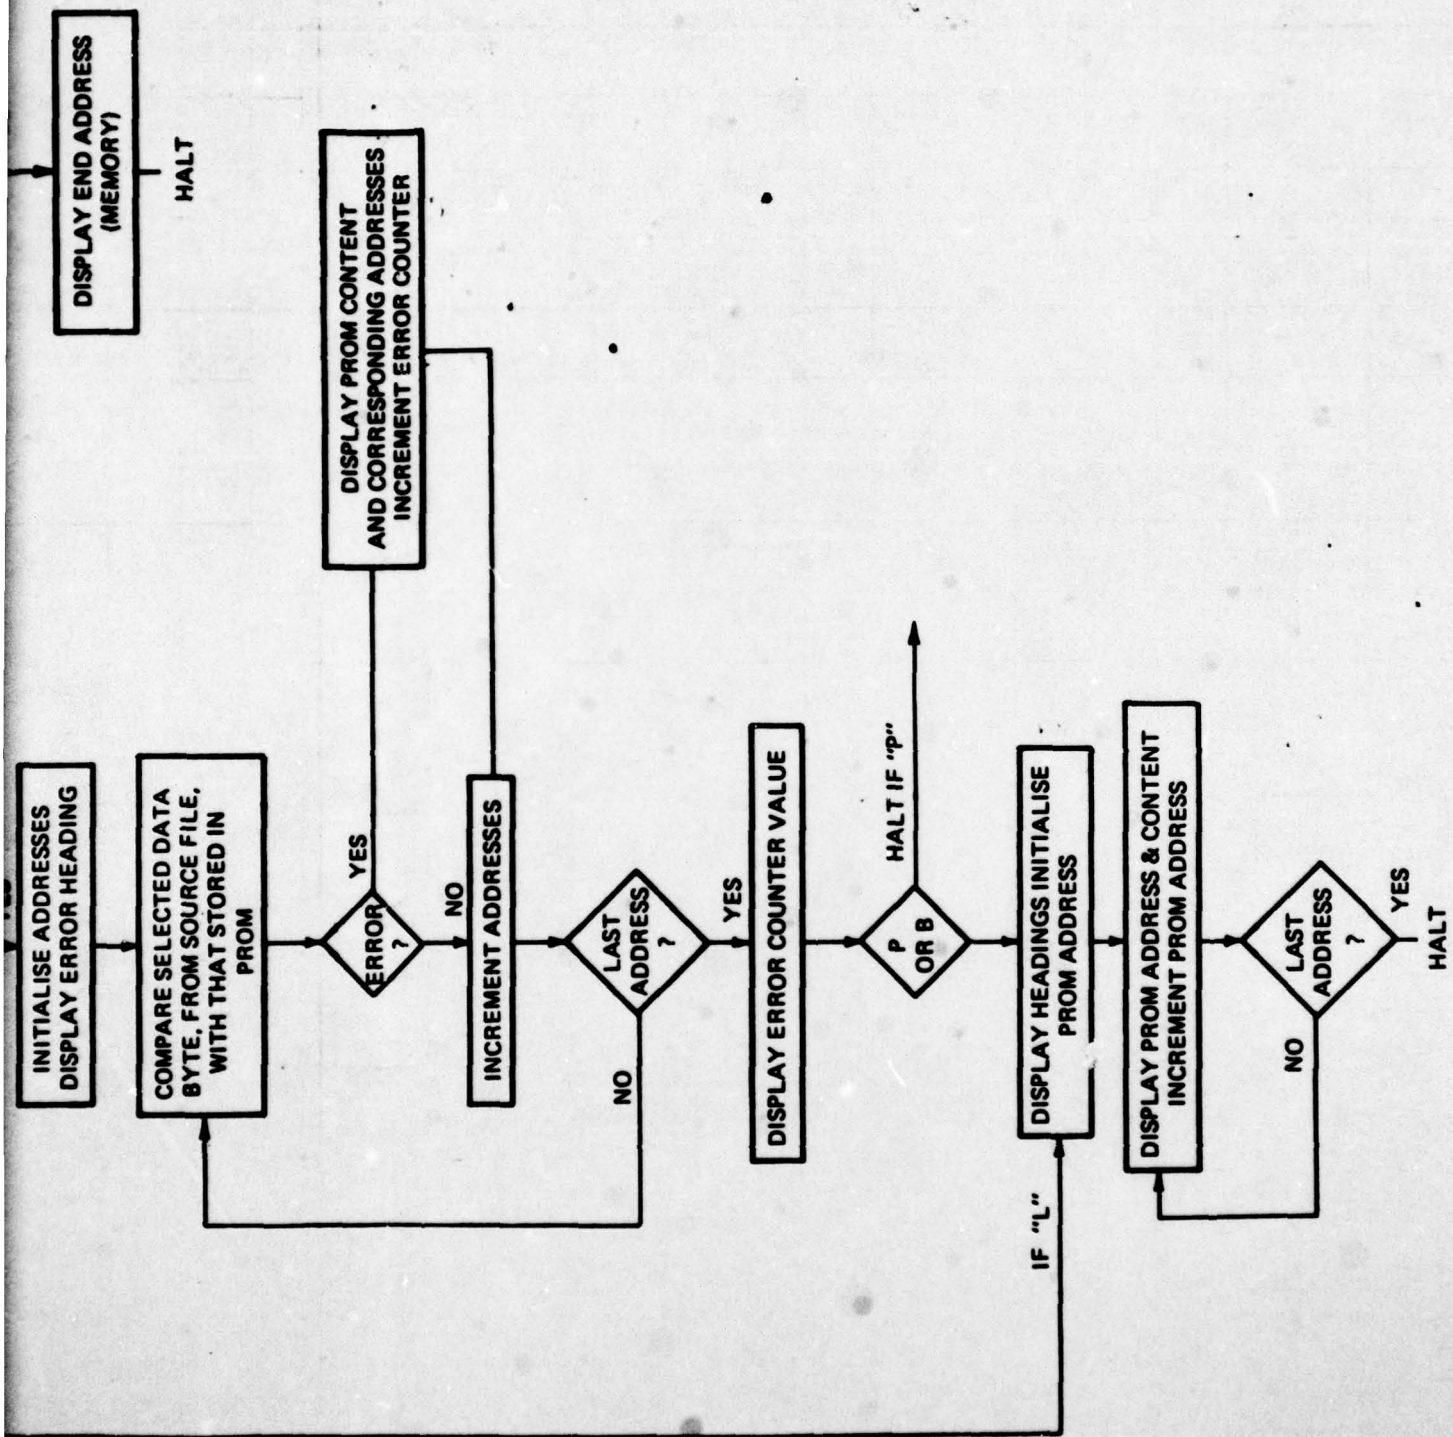 DISPLAY END ADDRESS
(MEMORY)
HALT
INITIALISE ADDRESSES
DISPLAY ERROR HEADING
COMPARE SELECTED DATA
BYTE, FROM SOURCE FILE,
WITH THAT STORED IN
PROM
ERROR
?
YES
DISPLAY PROM CONTENT
AND CORRESPONDING ADDRESSES
INCREMENT ERROR COUNTER
NO
INCREMENT ADDRESSES
LAST
ADDRESS
?
NO
YES
DISPLAY ERROR COUNTER VALUE
P
OR B
HALT IF "P"
IF "L"
DISPLAY HEADINGS INITIALISE
PROM ADDRESS
DISPLAY PROM ADDRESS & CONTENT
INCREMENT PROM ADDRESS
LAST
ADDRESS
?
NO
YES
HALT